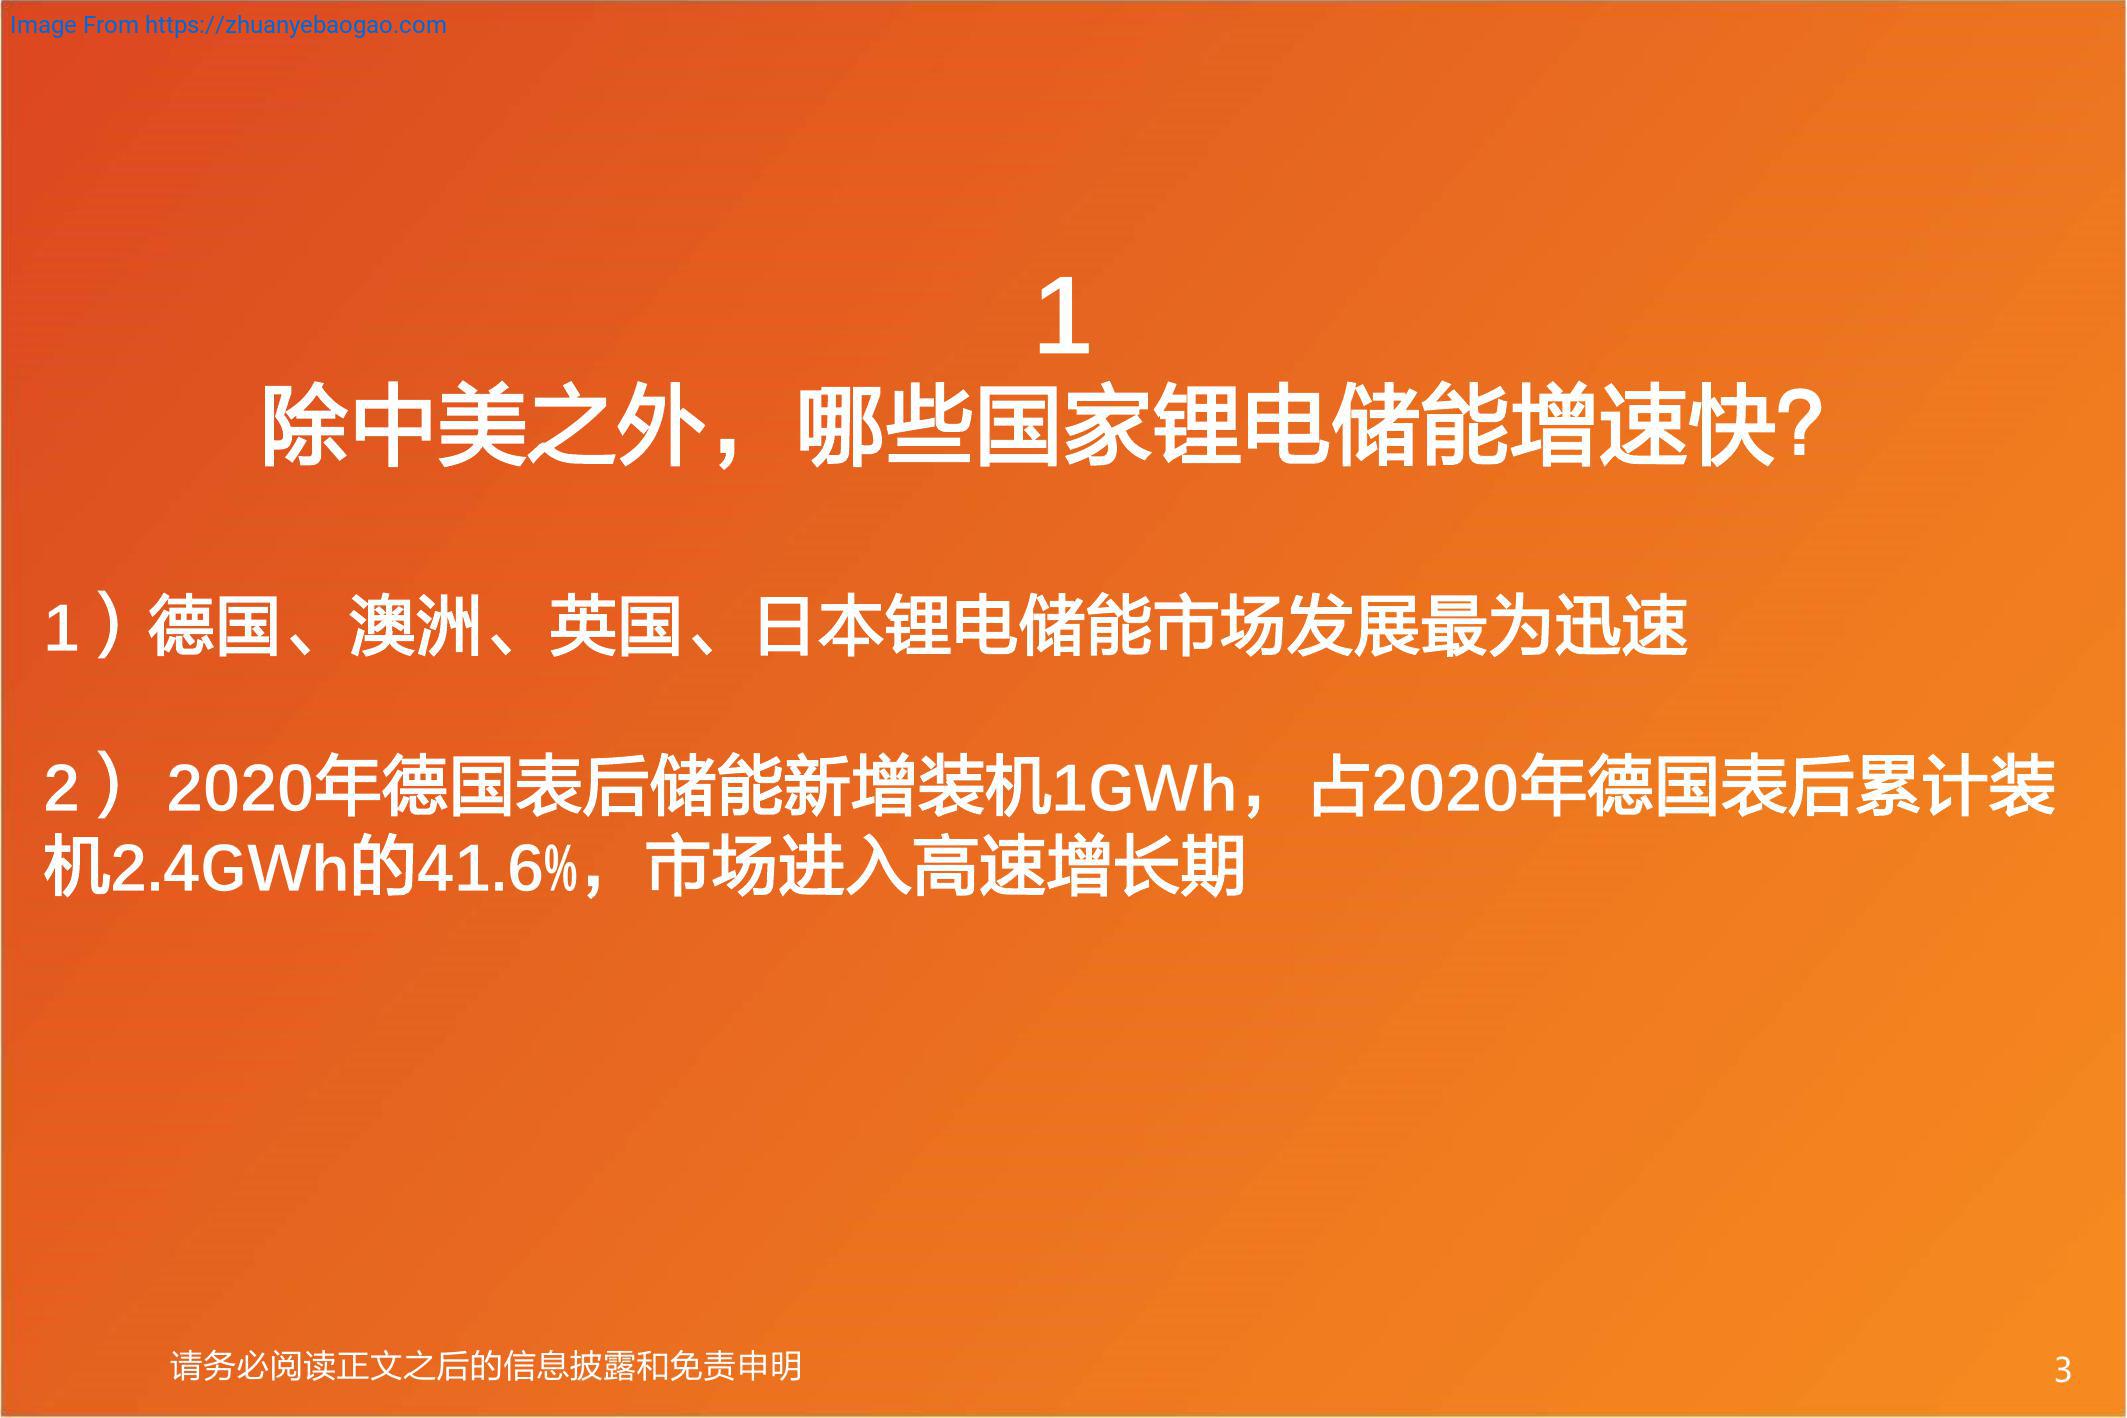 Image From https://zhuanyebaogao.com
1
除中美之外，哪些国家锂电储能增速快？
1）德国、澳洲、英国、日本锂电储能市场发展最为迅速
2） 2020年德国表后储能新增装机1GWh，占2020年德国表后累计装
机2.4GWh的41.6%，市场进入高速增长期
请务必阅读正文之后的信息披露和免责申明
3